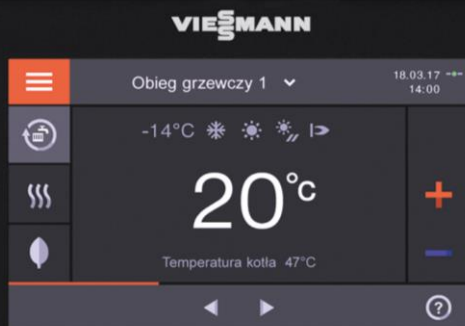 VIESSMANN
Obieg grzewczy 1
18.03.17
14:00
-14°C
20°C
Temperatura kotła 47°C
?